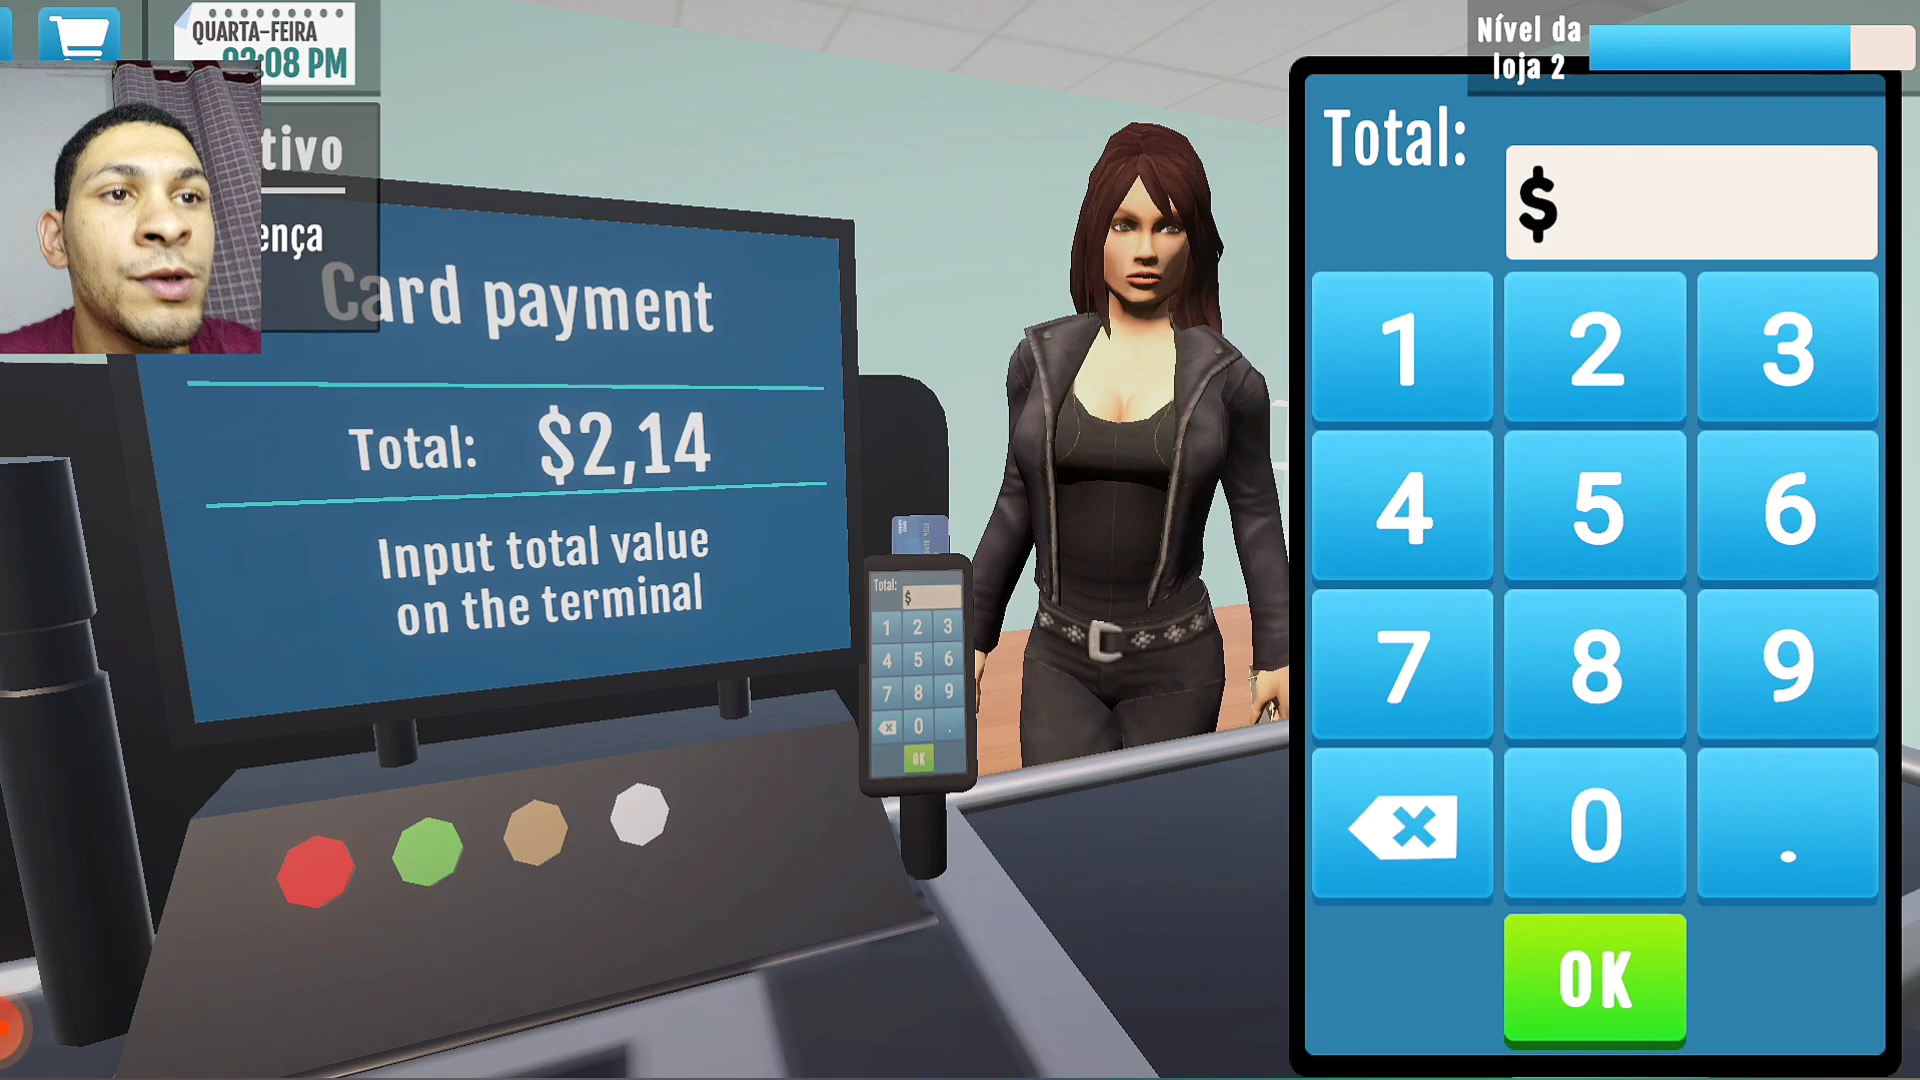 QUARTA-FEIRA
:08 PM
Nível da
loja 2
tivo
ença
Card payment
Total: $2,14
Input total value
on the terminal
Total:
$
1 2 3
4 5 6
7 8 9
0 .
OK
Total:
$
1 2 3
4 5 6
7 8 9
0 .
OK